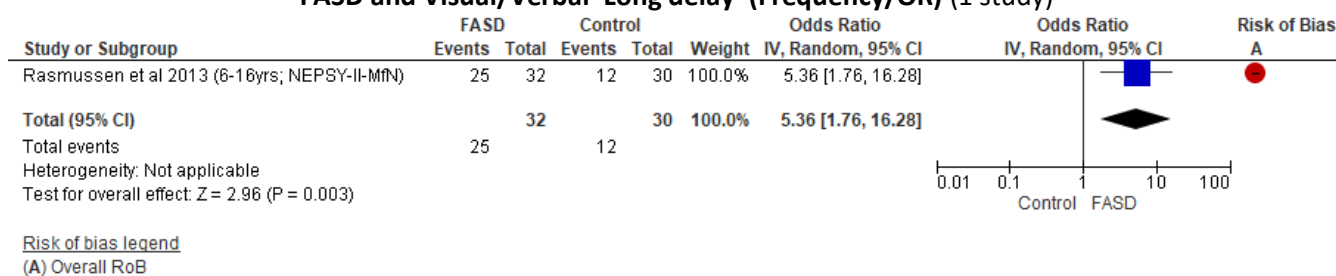 FASD and Visual/Verbal 'Long delay' (Frequency/OR) (1 study)
FASD Control Odds Ratio Odds Ratio Risk of Bias
Study or Subgroup Events Total Events Total Weight IV, Random, 95% CI IV, Random, 95% CI A
Rasmussen et al 2013 (6-16yrs; NEPSY-II-MfN) 25 32 12 30 100.0% 5.36 [1.76, 16.28]
Total (95% CI) 32 30 100.0% 5.36 [1.76, 16.28]
Total events 25 12
Heterogeneity: Not applicable
Test for overall effect: Z = 2.96 (P = 0.003)
0.01 0.1 1 10 100
Control FASD
Risk of bias legend
(A) Overall RoB